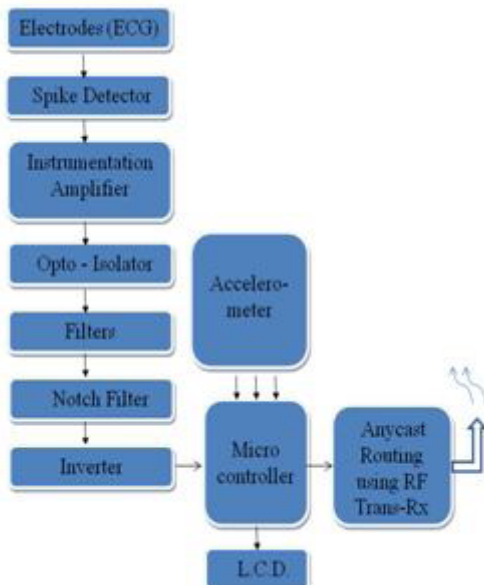 Electrodes (ECG)
Spike Detector
Instrumentation
Amplifier
Opto - Isolator
Filters
Notch Filter
Inverter
Accelero-
meter
Micro
controller
L.C.D.
Anycast
Routing
using RF
Trans-Rx